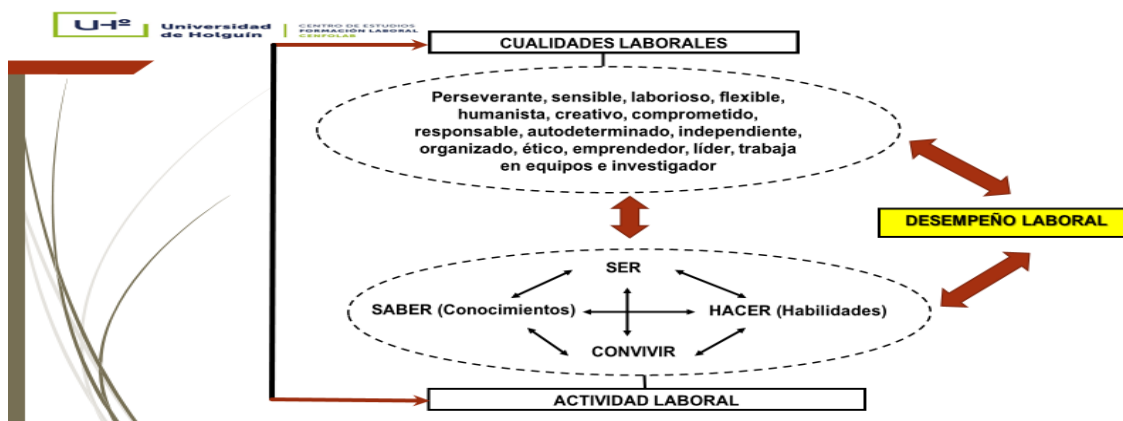 UHº
Universidad
de Holguín
CENTRO DE ESTUDIOS
FORMACIÓN LABORAL
CENFOLAB
CUALIDADES LABORALES
Perseverante, sensible, laborioso, flexible,
humanista, creativo, comprometido,
responsable, autodeterminado, independiente,
organizado, ético, emprendedor, líder, trabaja
en equipos e investigador
DESEMPEÑO LABORAL
SER
SABER (Conocimientos)
HACER (Habilidades)
CONVIVIR
ACTIVIDAD LABORAL